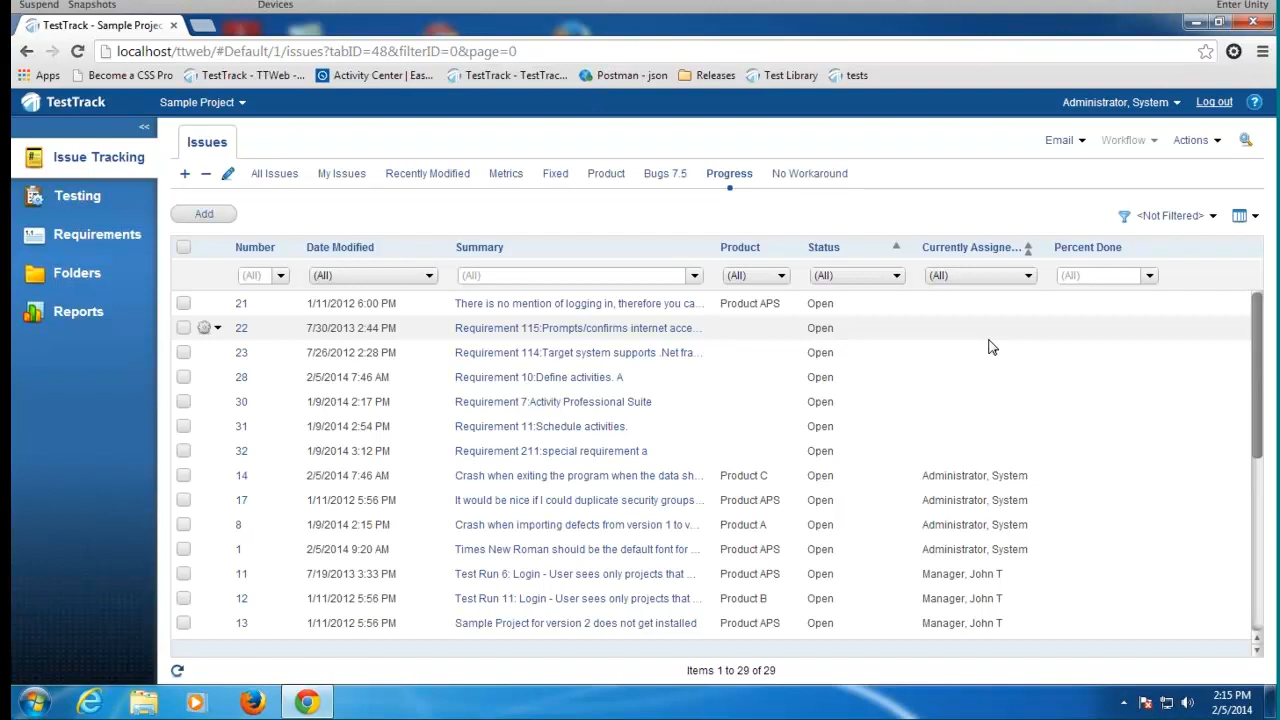 Suspend Snapshots Devices Enter Unity
TestTrack - Sample Projec
localhost/ttweb/#Default/1/issues?tabID=48&filterID=0&page=0
Apps Become a CSS Pro TestTrack - TTWeb -... Activity Center | Eas... TestTrack - TestTrac... Postman - json Releases Test Library tests
TestTrack Sample Project Administrator, System Log out ?
<<
Issue Tracking
Testing
Requirements
Folders
Reports
Issues
Email Workflow Actions
All Issues My Issues Recently Modified Metrics Fixed Product Bugs 7.5 Progress No Workaround
Add <Not Filtered>
Number Date Modified Summary Product Status Currently Assigne... Percent Done
(All) (All) (All) (All) (All) (All) (All)
21 1/11/2012 6:00 PM There is no mention of logging in, therefore you ca... Product APS Open
22 7/30/2013 2:44 PM Requirement 115:Prompts/confirms internet acce... Open
23 7/26/2012 2:28 PM Requirement 114:Target system supports .Net fra... Open
28 2/5/2014 7:46 AM Requirement 10:Define activities. A Open
30 1/9/2014 2:17 PM Requirement 7:Activity Professional Suite Open
31 1/9/2014 2:54 PM Requirement 11:Schedule activities. Open
32 1/9/2014 3:12 PM Requirement 211:special requirement a Open
14 2/5/2014 7:46 AM Crash when exiting the program when the data sh... Product C Open Administrator, System
17 1/11/2012 5:56 PM It would be nice if I could duplicate security groups... Product APS Open Administrator, System
8 1/9/2014 2:15 PM Crash when importing defects from version 1 to v... Product A Open Administrator, System
1 2/5/2014 9:20 AM Times New Roman should be the default font for ... Product APS Open Administrator, System
11 7/19/2013 3:33 PM Test Run 6: Login - User sees only projects that ... Product APS Open Manager, John T
12 1/11/2012 5:56 PM Test Run 11: Login - User sees only projects that ... Product B Open Manager, John T
13 1/11/2012 5:56 PM Sample Project for version 2 does not get installed Product APS Open Manager, John T
Items 1 to 29 of 29
2:15 PM
2/5/2014